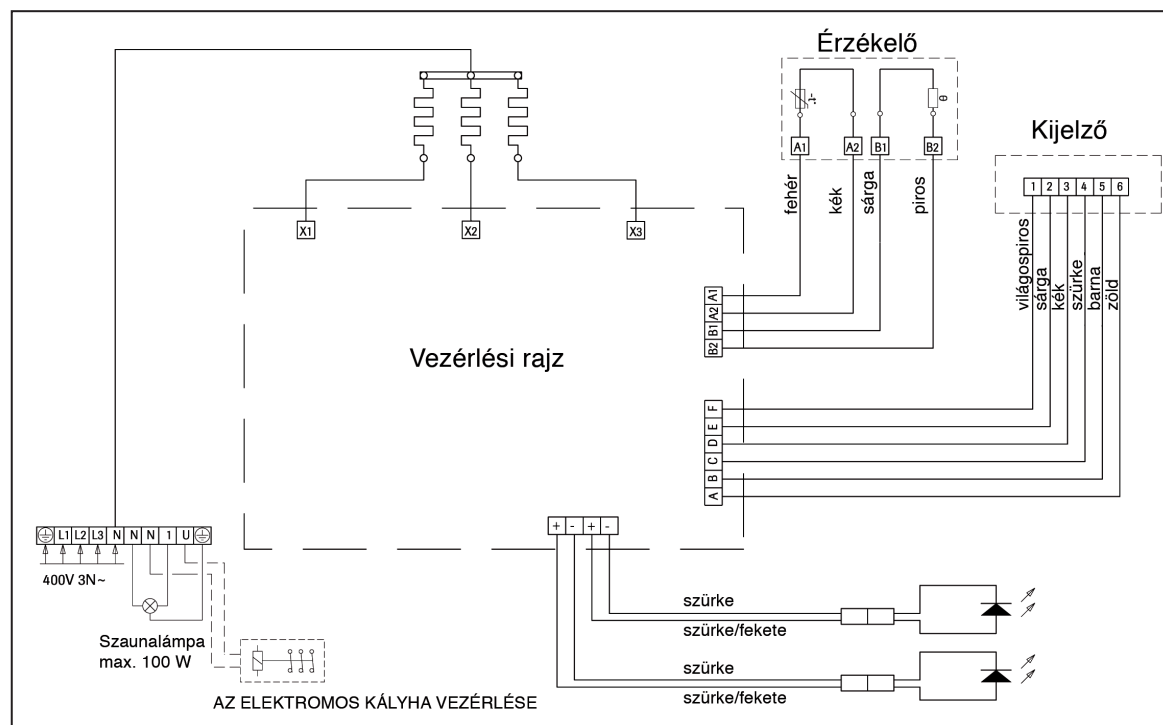 Érzékelő
-t°
θ
A1 A2 B1 B2
fehér
kék
sárga
piros
Kijelző
1 2 3 4 5 6
világospiros
sárga
kék
szürke
barna
zöld
X1 X2 X3
A1
A2
B1
B2
Vezérlési rajz
F
E
D
C
B
A
+ - + -
L1 L2 L3 N N N 1 U
400V 3N~
Szaunalámpa
max. 100 W
AZ ELEKTROMOS KÁLYHA VEZÉRLÉSE
szürke
szürke/fekete
szürke
szürke/fekete